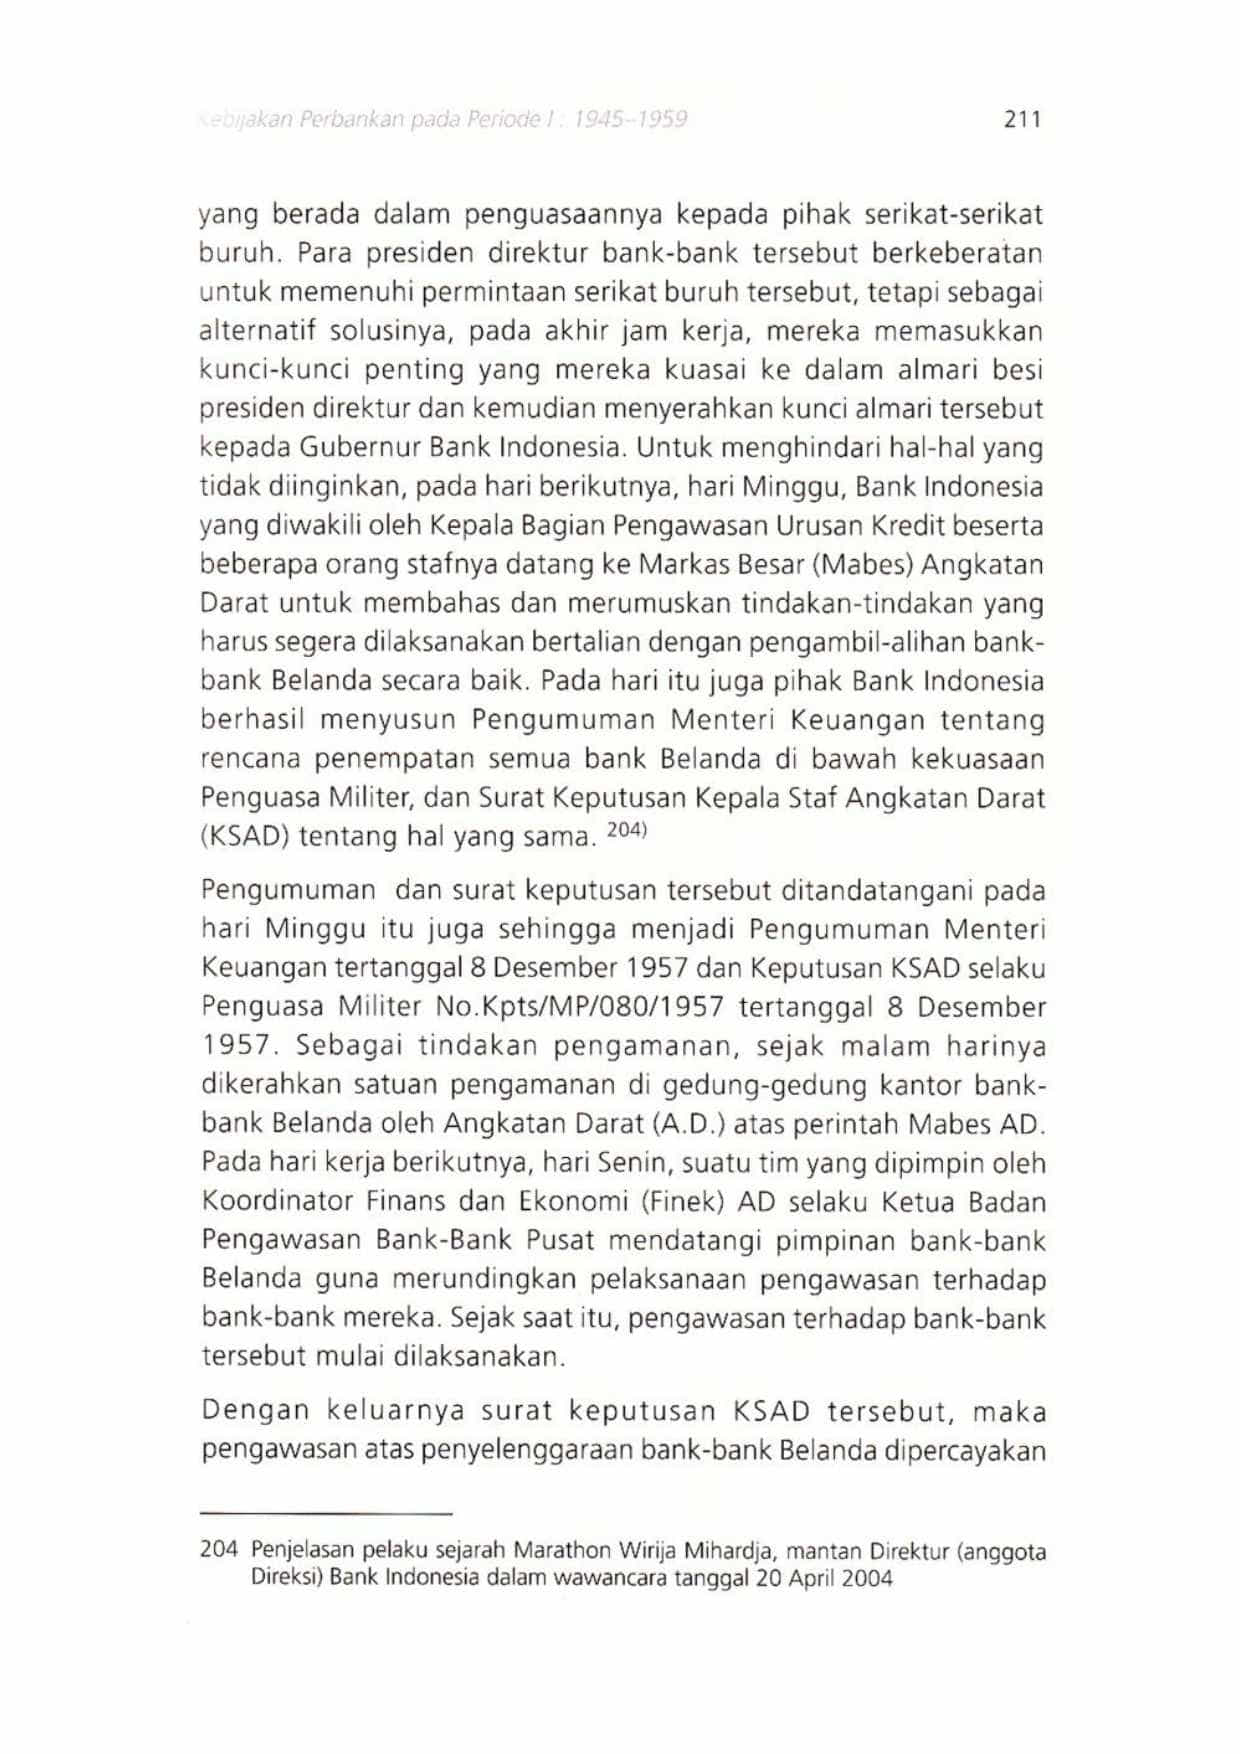 Kebijakan Perbankan pada Periode I : 1945–1959 211
yang berada dalam penguasaannya kepada pihak serikat-serikat
buruh. Para presiden direktur bank-bank tersebut berkeberatan
untuk memenuhi permintaan serikat buruh tersebut, tetapi sebagai
alternatif solusinya, pada akhir jam kerja, mereka memasukkan
kunci-kunci penting yang mereka kuasai ke dalam almari besi
presiden direktur dan kemudian menyerahkan kunci almari tersebut
kepada Gubernur Bank Indonesia. Untuk menghindari hal-hal yang
tidak diinginkan, pada hari berikutnya, hari Minggu, Bank Indonesia
yang diwakili oleh Kepala Bagian Pengawasan Urusan Kredit beserta
beberapa orang stafnya datang ke Markas Besar (Mabes) Angkatan
Darat untuk membahas dan merumuskan tindakan-tindakan yang
harus segera dilaksanakan bertalian dengan pengambil-alihan bank-
bank Belanda secara baik. Pada hari itu juga pihak Bank Indonesia
berhasil menyusun Pengumuman Menteri Keuangan tentang
rencana penempatan semua bank Belanda di bawah kekuasaan
Penguasa Militer, dan Surat Keputusan Kepala Staf Angkatan Darat
(KSAD) tentang hal yang sama. 204)
Pengumuman dan surat keputusan tersebut ditandatangani pada
hari Minggu itu juga sehingga menjadi Pengumuman Menteri
Keuangan tertanggal 8 Desember 1957 dan Keputusan KSAD selaku
Penguasa Militer No.Kpts/MP/080/1957 tertanggal 8 Desember
1957. Sebagai tindakan pengamanan, sejak malam harinya
dikerahkan satuan pengamanan di gedung-gedung kantor bank-
bank Belanda oleh Angkatan Darat (A.D.) atas perintah Mabes AD.
Pada hari kerja berikutnya, hari Senin, suatu tim yang dipimpin oleh
Koordinator Finans dan Ekonomi (Finek) AD selaku Ketua Badan
Pengawasan Bank-Bank Pusat mendatangi pimpinan bank-bank
Belanda guna merundingkan pelaksanaan pengawasan terhadap
bank-bank mereka. Sejak saat itu, pengawasan terhadap bank-bank
tersebut mulai dilaksanakan.
Dengan keluarnya surat keputusan KSAD tersebut, maka
pengawasan atas penyelenggaraan bank-bank Belanda dipercayakan
204 Penjelasan pelaku sejarah Marathon Wirija Mihardja, mantan Direktur (anggota
Direksi) Bank Indonesia dalam wawancara tanggal 20 April 2004